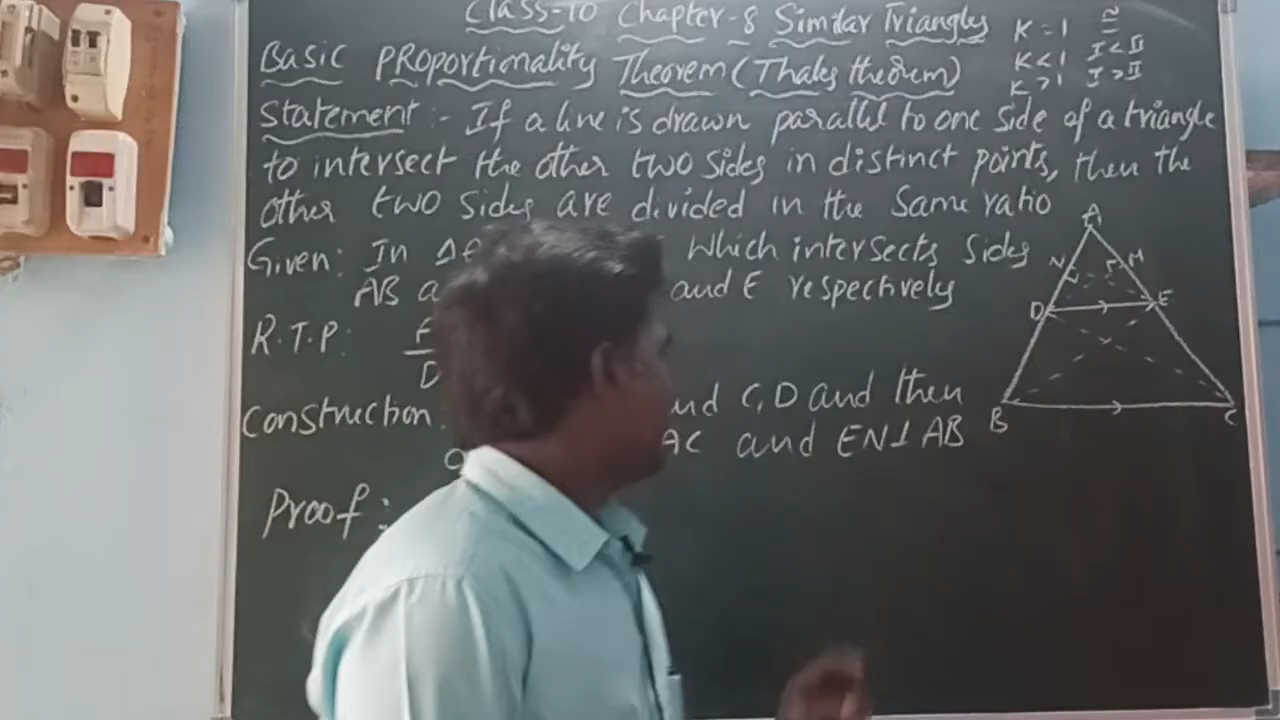 Class-10 Chapter-8 Similar Triangles
K=1 ≅
K<1 I<II
K>1 I>II
Basic Proportionality Theorem (Thales theorem)
Statement:- If a line is drawn parallel to one side of a triangle
to intersect the other two sides in distinct points, then the
other two sides are divided in the same ratio
Given: In Δ which intersects sides
AB and E respectively
R.T.P:
D
Construction: and C,D and then
AC and EN⊥AB
Proof:
A
N M
D E
B C